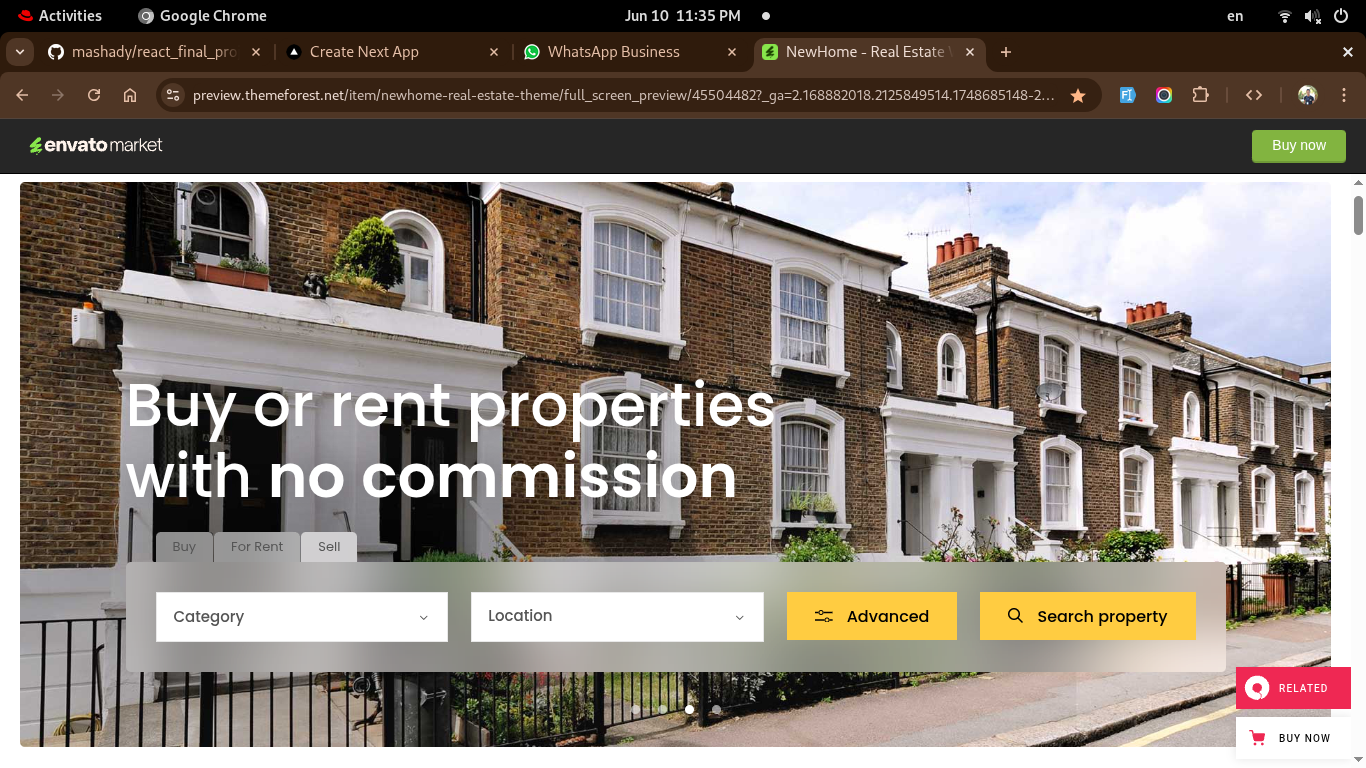 Activities
Google Chrome
Jun 10 11:35 PM
en
mashady/react_final_pro
Create Next App
WhatsApp Business
NewHome - Real Estate
preview.themeforest.net/item/newhome-real-estate-theme/full_screen_preview/45504482?_ga=2.168882018.2125849514.1748685148-2…
envato market
Buy now
Buy or rent properties
with no commission
Buy
For Rent
Sell
Category
Location
Advanced
Search property
RELATED
BUY NOW